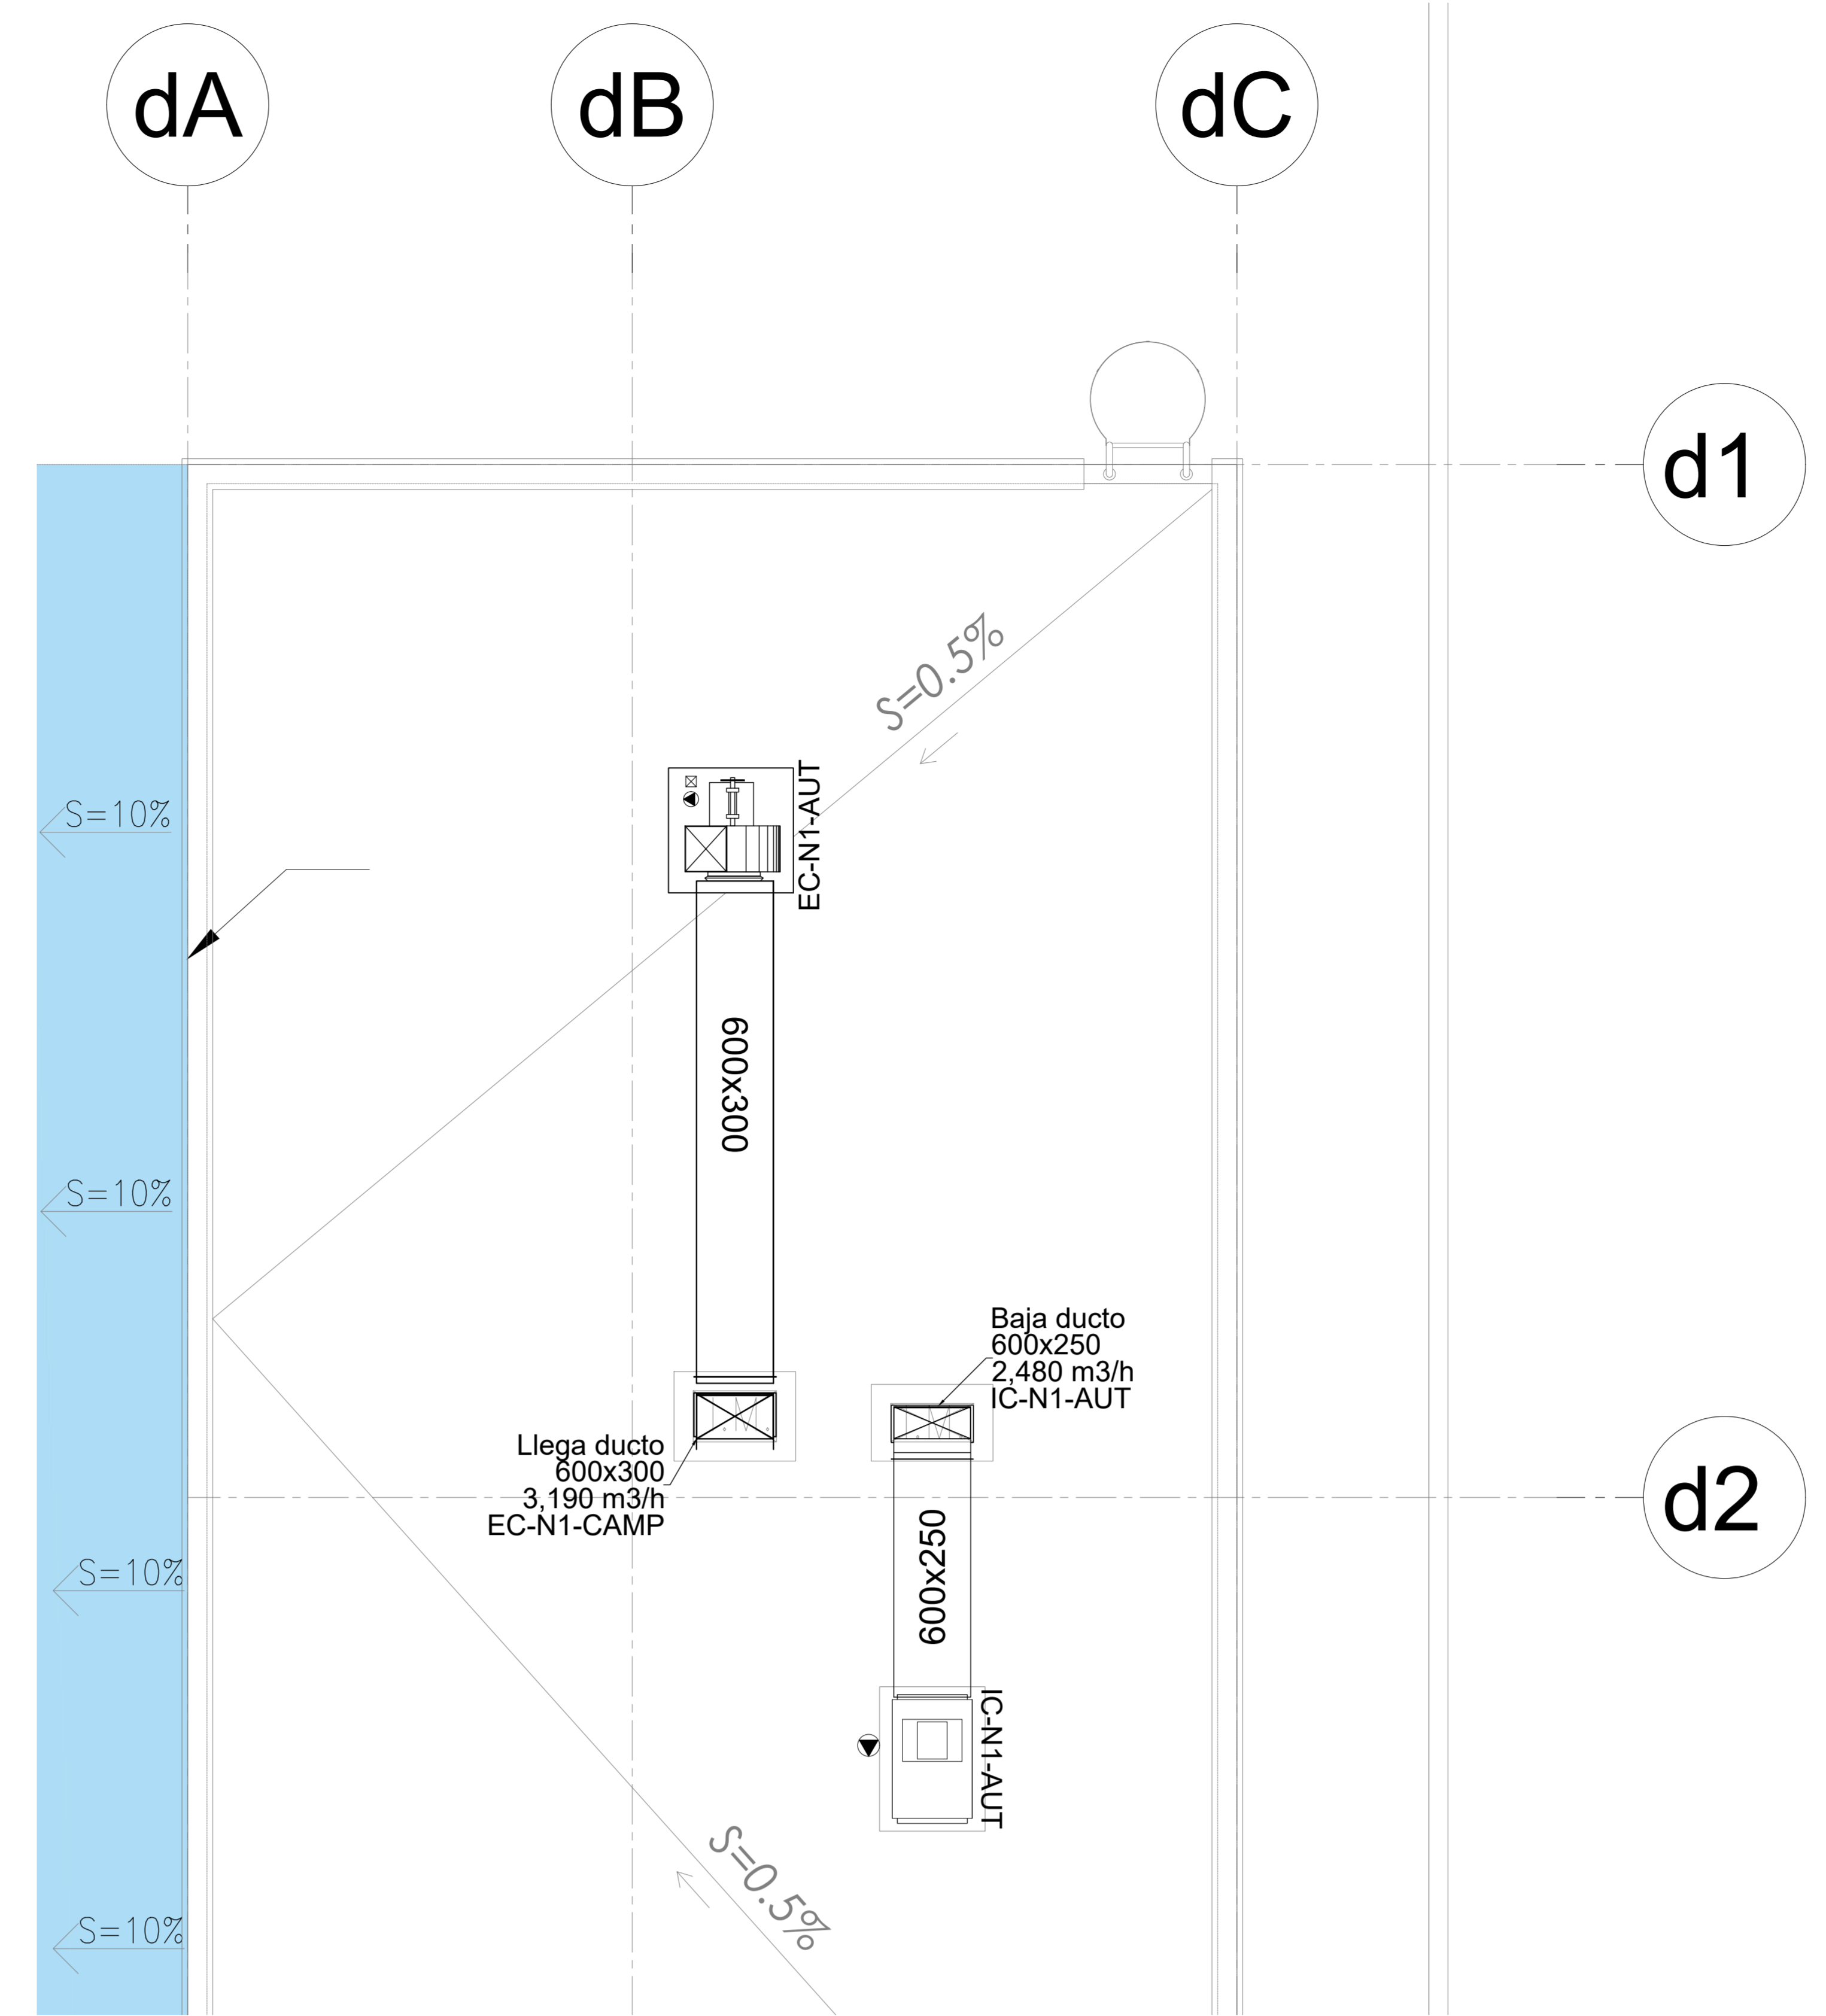 dA
dB
dC
d1
S=0.5%
EC-N1-AUT
S=10%
600x300
S=10%
Baja ducto
600x250
2,480 m3/h
IC-N1-AUT
Llega ducto
600x300
3,190 m3/h
EC-N1-CAMP
d2
600x250
S=10%
IC-N1-AUT
S=0.5%
S=10%